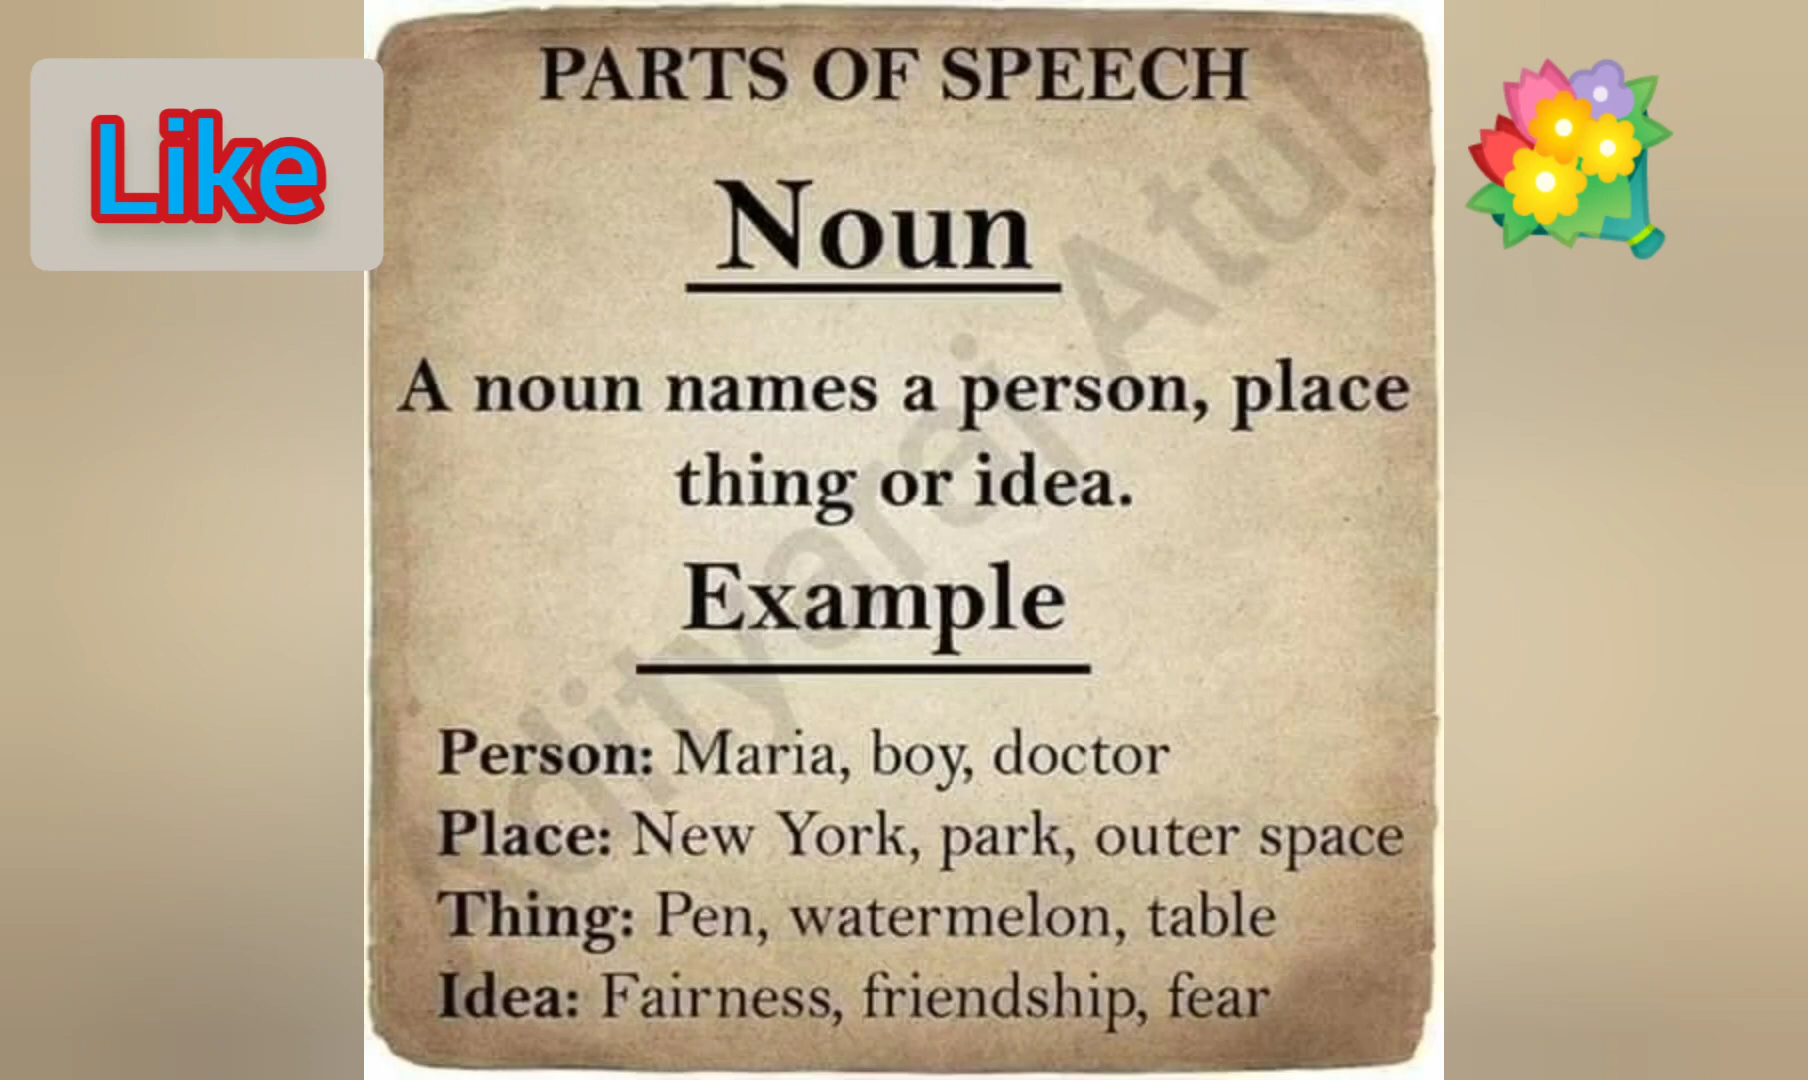 Like
PARTS OF SPEECH
Noun
A noun names a person, place
thing or idea.
Example
Person: Maria, boy, doctor
Place: New York, park, outer space
Thing: Pen, watermelon, table
Idea: Fairness, friendship, fear